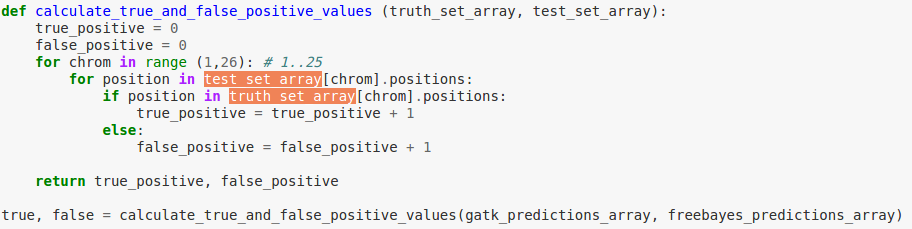 def calculate_true_and_false_positive_values (truth_set_array, test_set_array):
    true_positive = 0
    false_positive = 0
    for chrom in range (1,26): # 1..25
        for position in test_set_array[chrom].positions:
            if position in truth_set_array[chrom].positions:
                true_positive = true_positive + 1
            else:
                false_positive = false_positive + 1
    return true_positive, false_positive
true, false = calculate_true_and_false_positive_values(gatk_predictions_array, freebayes_predictions_array)